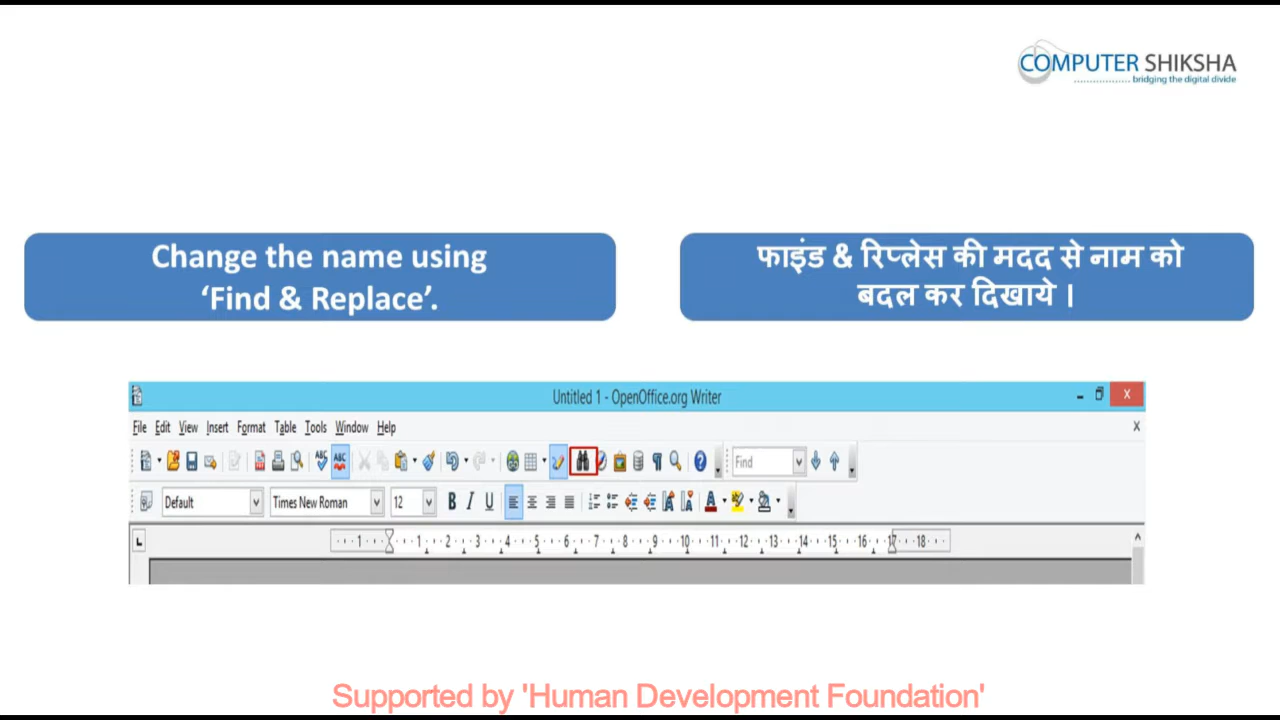 COMPUTER SHIKSHA
bridging the digital divide
Change the name using
‘Find & Replace’.
फाइंड & रिप्लेस की मदद से नाम को
बदल कर दिखाये ।
Untitled 1 - OpenOffice.org Writer
File Edit View Insert Format Table Tools Window Help
Find
Default Times New Roman 12 B I U
1 1 2 3 4 5 6 7 8 9 10 11 12 13 14 15 16 17 18
Supported by 'Human Development Foundation'